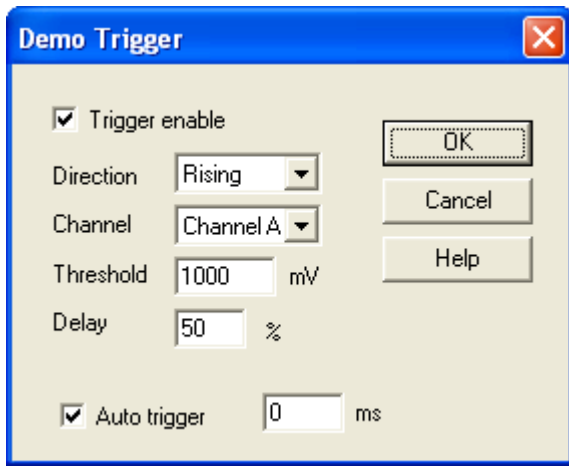 Demo Trigger
Trigger enable
OK
Direction Rising
Cancel
Channel Channel A
Help
Threshold 1000 mV
Delay 50 %
Auto trigger 0 ms